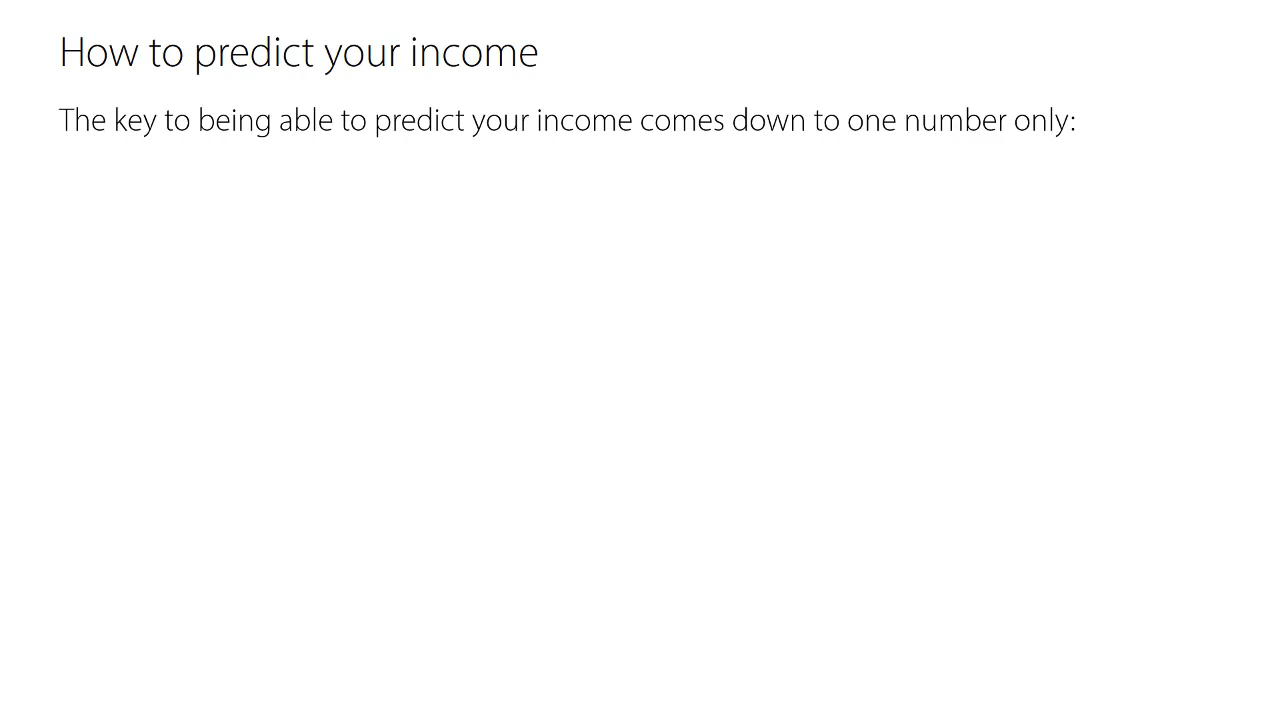 How to predict your income
The key to being able to predict your income comes down to one number only: